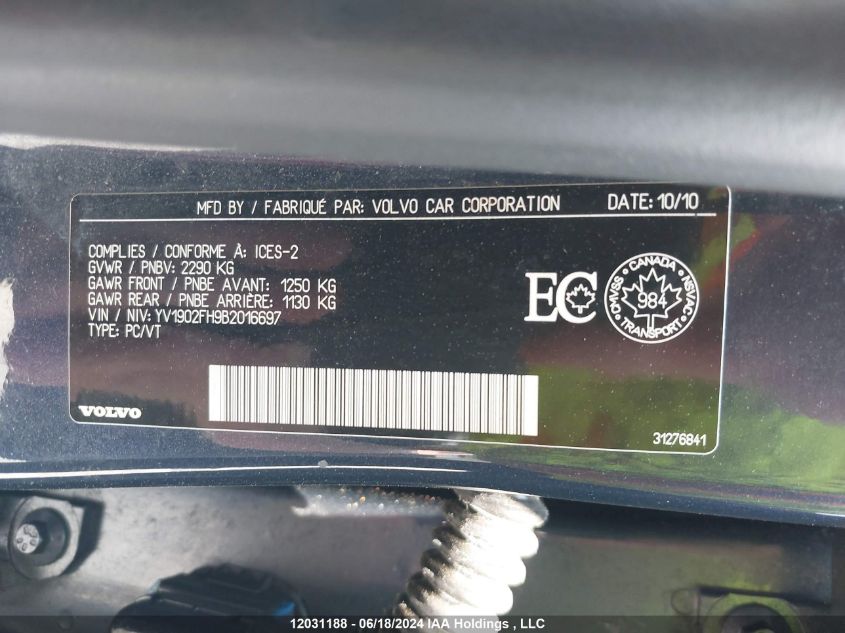 MFD BY / FABRIQUÉ PAR: VOLVO CAR CORPORATION DATE: 10/10
COMPLIES / CONFORME À: ICES-2
GVWR / PNBV: 2290 KG
GAWR FRONT / PNBE AVANT: 1250 KG
GAWR REAR / PNBE ARRIÈRE: 1130 KG
VIN / NIV: YV1902FH9B2016697
TYPE: PC/VT
EC
CANADA
CMVSS 984 NSVAC
TRANSPORT
VOLVO
31276841
12031188 - 06/18/2024 IAA Holdings , LLC